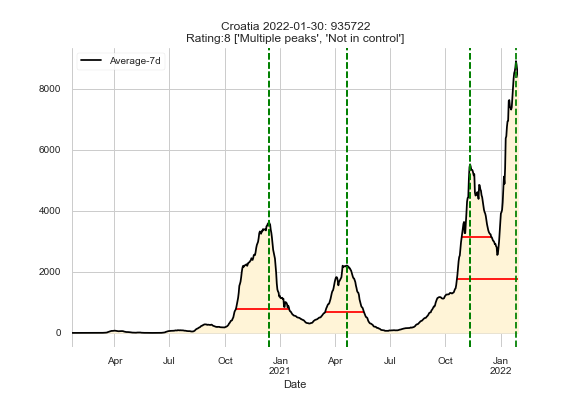 Croatia 2022-01-30: 935722
Rating:8 ['Multiple peaks', 'Not in control']
Average-7d
8000
6000
4000
2000
0
Apr
Jul
Oct
Jan
2021
Apr
Jul
Oct
Jan
2022
Date